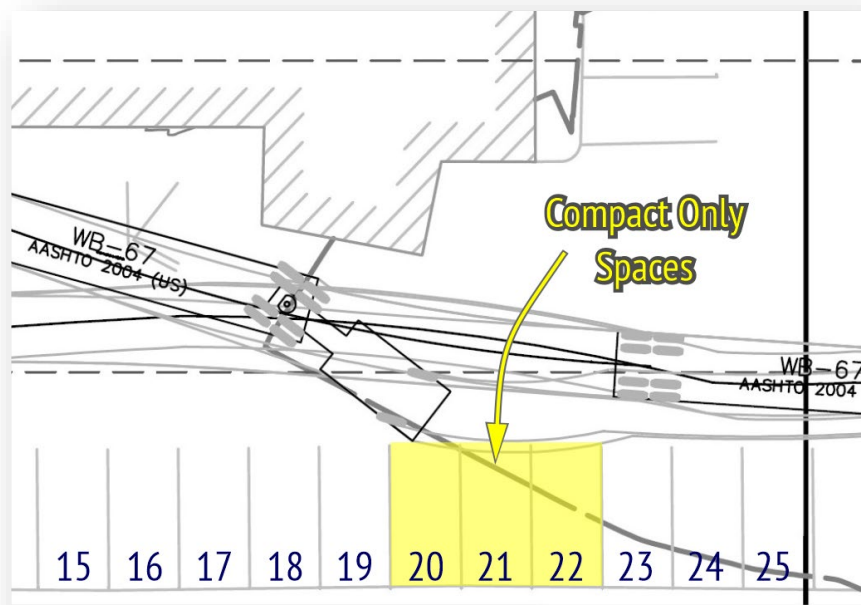 Compact Only
Spaces
WB-67
AASHTO 2004 (US)
WB-67
AASHTO 2004
15 16 17 18 19 20 21 22 23 24 25